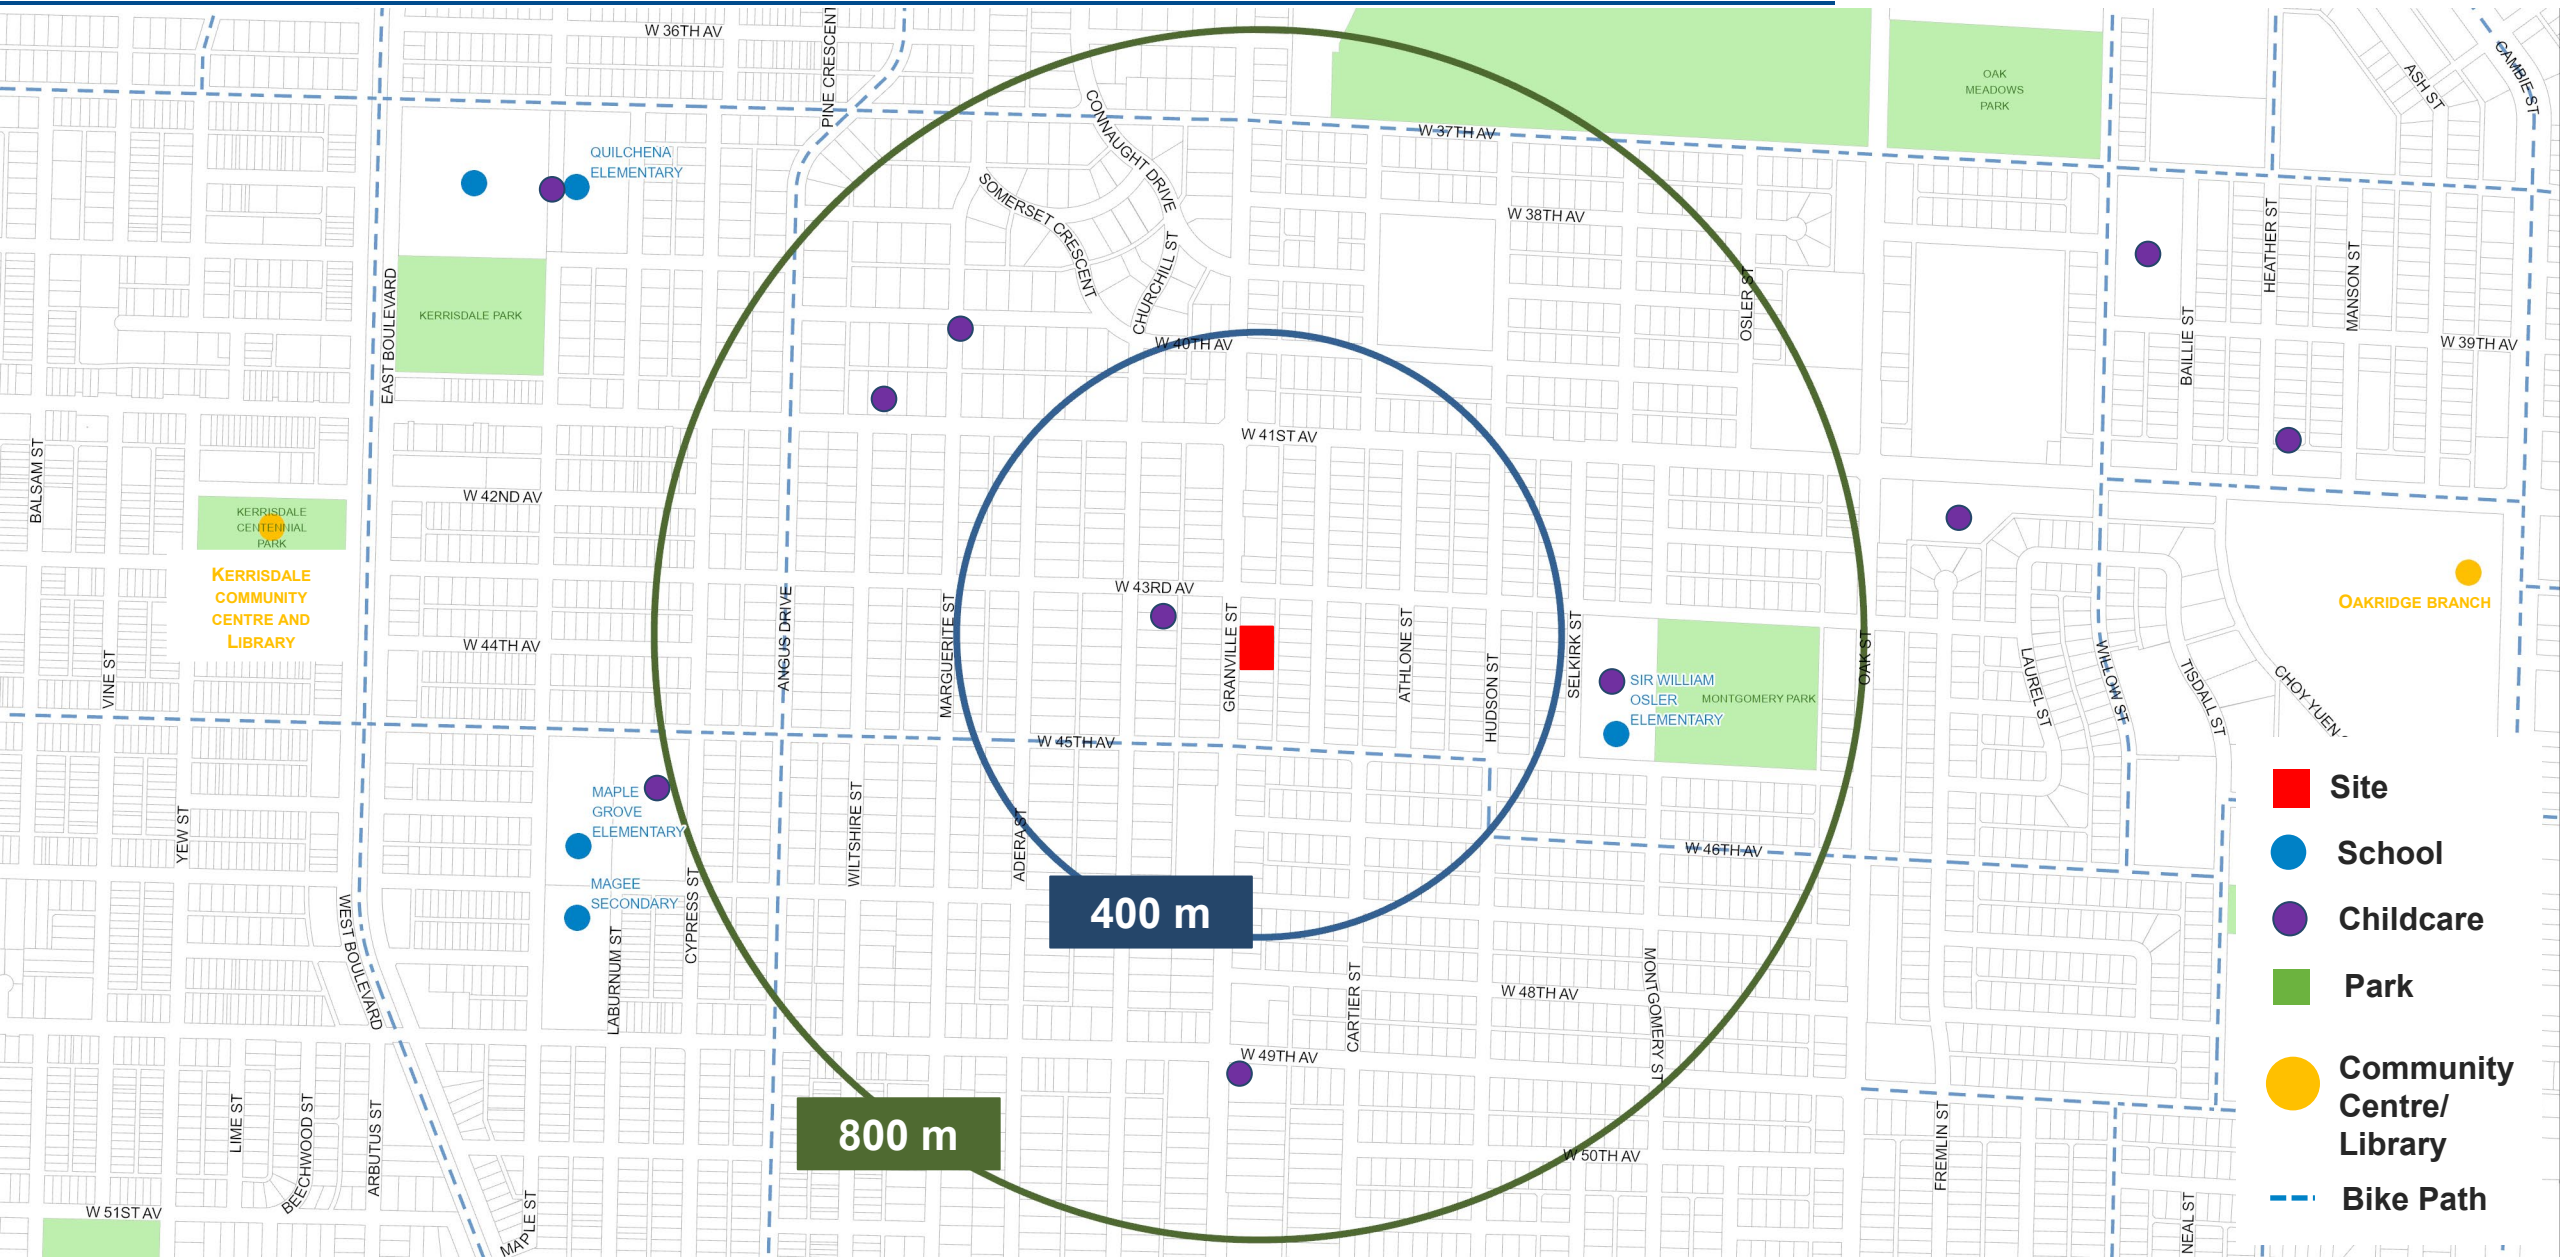 W 36TH AV
PINE CRESCENT
CAMBIE ST
ASH ST
OAK
MEADOWS
PARK
CONNAUGHT DRIVE
W 37TH AV
QUILCHENA
ELEMENTARY
SOMERSET CRESCENT
W 38TH AV
CHURCHILL ST
HEATHER ST
MANSON ST
OSLER ST
EAST BOULEVARD
KERRISDALE PARK
BAILLIE ST
W 40TH AV
W 39TH AV
W 41ST AV
BALSAM ST
W 42ND AV
KERRISDALE
CENTENNIAL
PARK
KERRISDALE
COMMUNITY
CENTRE AND
LIBRARY
W 43RD AV
OAKRIDGE BRANCH
ANGUS DRIVE
MARGUERITE ST
GRANVILLE ST
ATHLONE ST
SELKIRK ST
OAK ST
W 44TH AV
VINE ST
HUDSON ST
SIR WILLIAM
OSLER
ELEMENTARY
MONTGOMERY PARK
LAUREL ST
WILLOW ST
TISDALL ST
CHOY YUEN
W 45TH AV
MAPLE
GROVE
ELEMENTARY
YEW ST
WILTSHIRE ST
ADERA ST
W 46TH AV
MAGEE
SECONDARY
CYPRESS ST
WEST BOULEVARD
LABURNUM ST
400 m
CARTIER ST
W 48TH AV
MONTGOMERY ST
W 49TH AV
800 m
LIME ST
BEECHWOOD ST
ARBUTUS ST
W 50TH AV
FREMLIN ST
W 51ST AV
MAPLE ST
NEAL ST
Site
School
Childcare
Park
Community
Centre/
Library
Bike Path